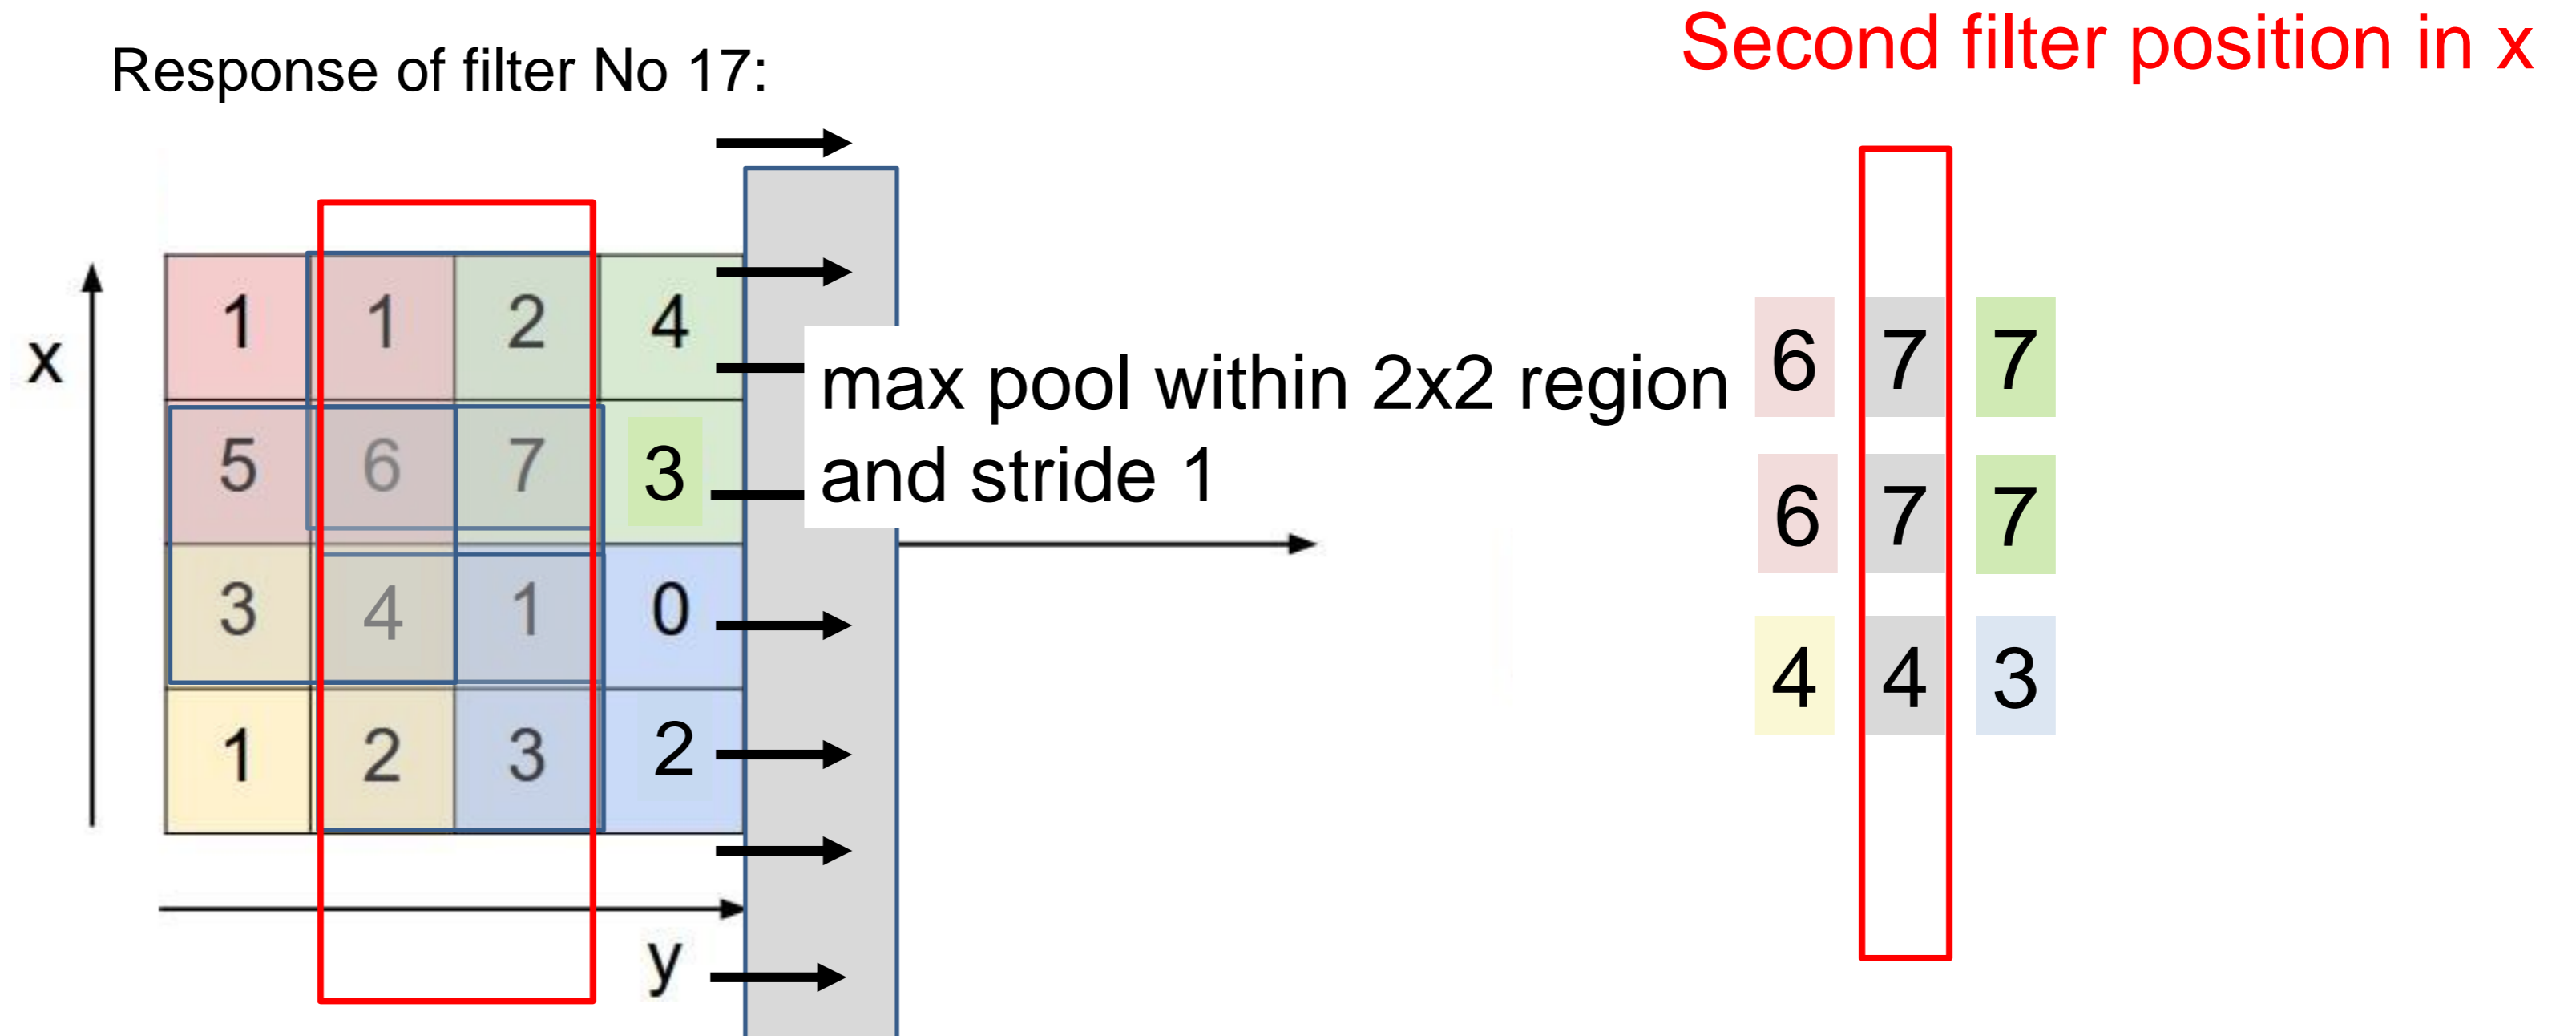 Second filter position in x
Response of filter No 17:
1 1 2 4
x
max pool within 2x2 region
6 7 7
5 6 7 3
and stride 1
6 7 7
3 4 1 0
4 4 3
1 2 3 2
y